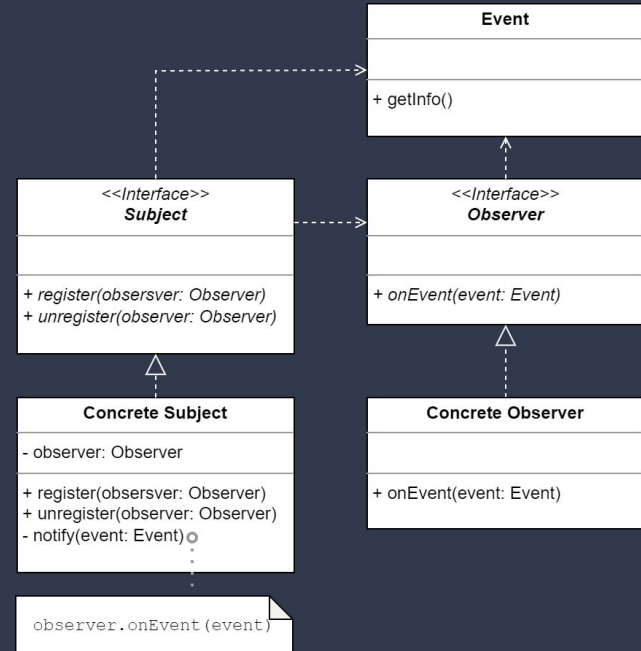 Event
+ getInfo()
<<Interface>>
Subject
+ register(obsersver: Observer)
+ unregister(observer: Observer)
<<Interface>>
Observer
+ onEvent(event: Event)
Concrete Subject
- observer: Observer
+ register(obsersver: Observer)
+ unregister(observer: Observer)
- notify(event: Event)
Concrete Observer
+ onEvent(event: Event)
observer.onEvent(event)